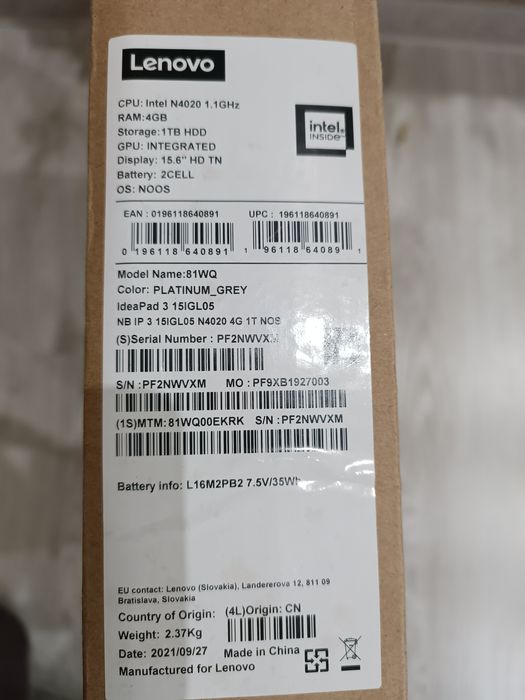 Lenovo
CPU: Intel N4020 1.1GHz
RAM:4GB
Storage:1TB HDD
GPU: INTEGRATED
Display: 15.6" HD TN
Battery: 2CELL
OS: NOOS
intel.
INSIDE
EAN : 0196118640891 UPC : 196118640891
0 196118 640891 1 96118 64089 1
Model Name:81WQ
Color: PLATINUM_GREY
IdeaPad 3 15IGL05
NB IP 3 15IGL05 N4020 4G 1T NOS
(S)Serial Number : PF2NWVXM
S/N :PF2NWVXM MO : PF9XB1927003
(1S)MTM:81WQ00EKRK S/N :PF2NWVXM
Battery info: L16M2PB2 7.5V/35Wh
EU contact: Lenovo (Slovakia), Landererova 12, 811 09
Bratislava, Slovakia
Country of Origin: (4L)Origin: CN
Weight: 2.37Kg
Date: 2021/09/27 Made in China
Manufactured for Lenovo